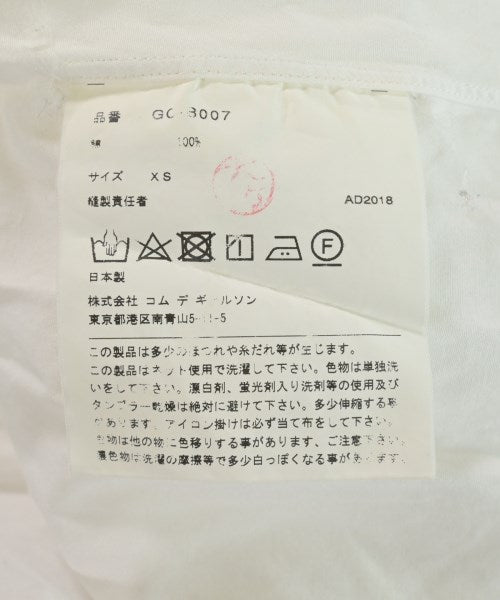 品番 GC-B007
綿 100%
サイズ XS
縫製責任者
AD2018
F
日本製
株式会社 コム デ ギャルソン
東京都港区南青山5-11-5
この製品は多少のほつれや糸だれ等が生じます。
この製品はネット使用で洗濯して下さい。色物は単独洗
いをして下さい。漂白剤、蛍光剤入り洗剤等の使用及び
タンブラー乾燥は絶対に避けて下さい。多少伸縮する事
があります。アイロン掛けは必ず当て布をして下さい。
色物は他の物に色移りする事があります、ご注意下さい。
濃色物は洗濯の摩擦等で多少白っぽくなる事があります。